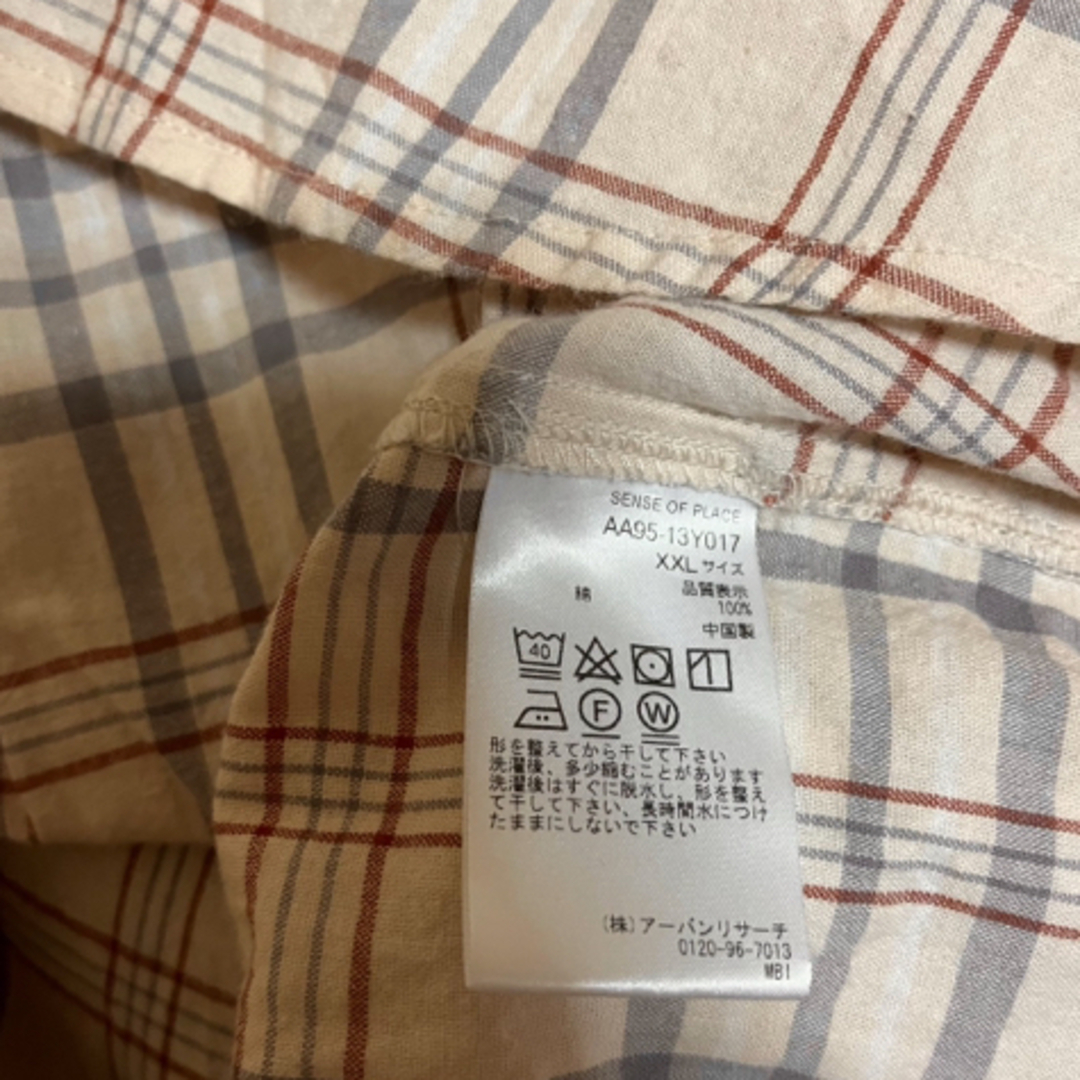 SENSE OF PLACE
AA95-13Y017
XXL サイズ
品質表示
綿 100%
中国製
40
F W
形を整えてから干して下さい
洗濯後、多少縮むことがあります
洗濯後はすぐに脱水し、形を整え
て干して下さい、長時間水につけ
たままにしないで下さい
(株)アーバンリサーチ
0120-96-7013
MB1